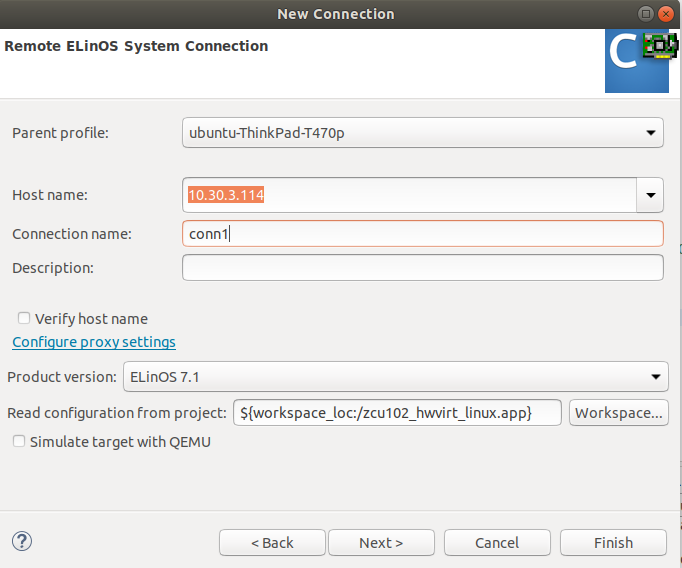 New Connection
Remote ELinOS System Connection
Parent profile: ubuntu-ThinkPad-T470p
Host name: 10.30.3.114
Connection name: conn1
Description:
Verify host name
Configure proxy settings
Product version: ELinOS 7.1
Read configuration from project: ${workspace_loc:/zcu102_hwvirt_linux.app} Workspace...
Simulate target with QEMU
? < Back Next > Cancel Finish